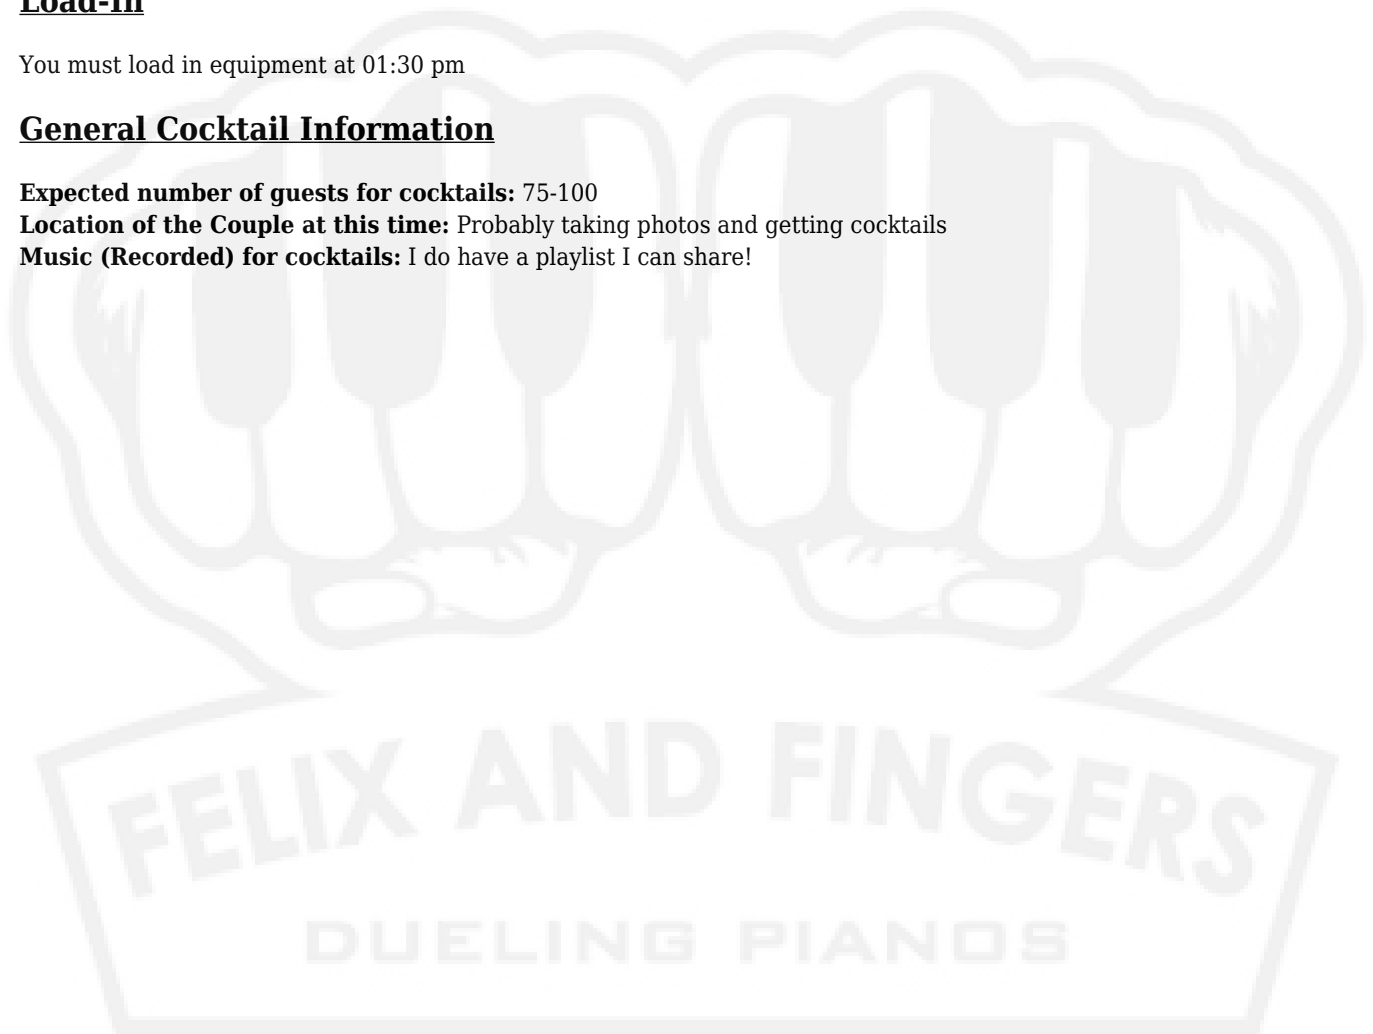 Load-In
You must load in equipment at 01:30 pm
General Cocktail Information
Expected number of guests for cocktails: 75-100
Location of the Couple at this time: Probably taking photos and getting cocktails
Music (Recorded) for cocktails: I do have a playlist I can share!
FELIX AND FINGERS
DUELING PIANOS